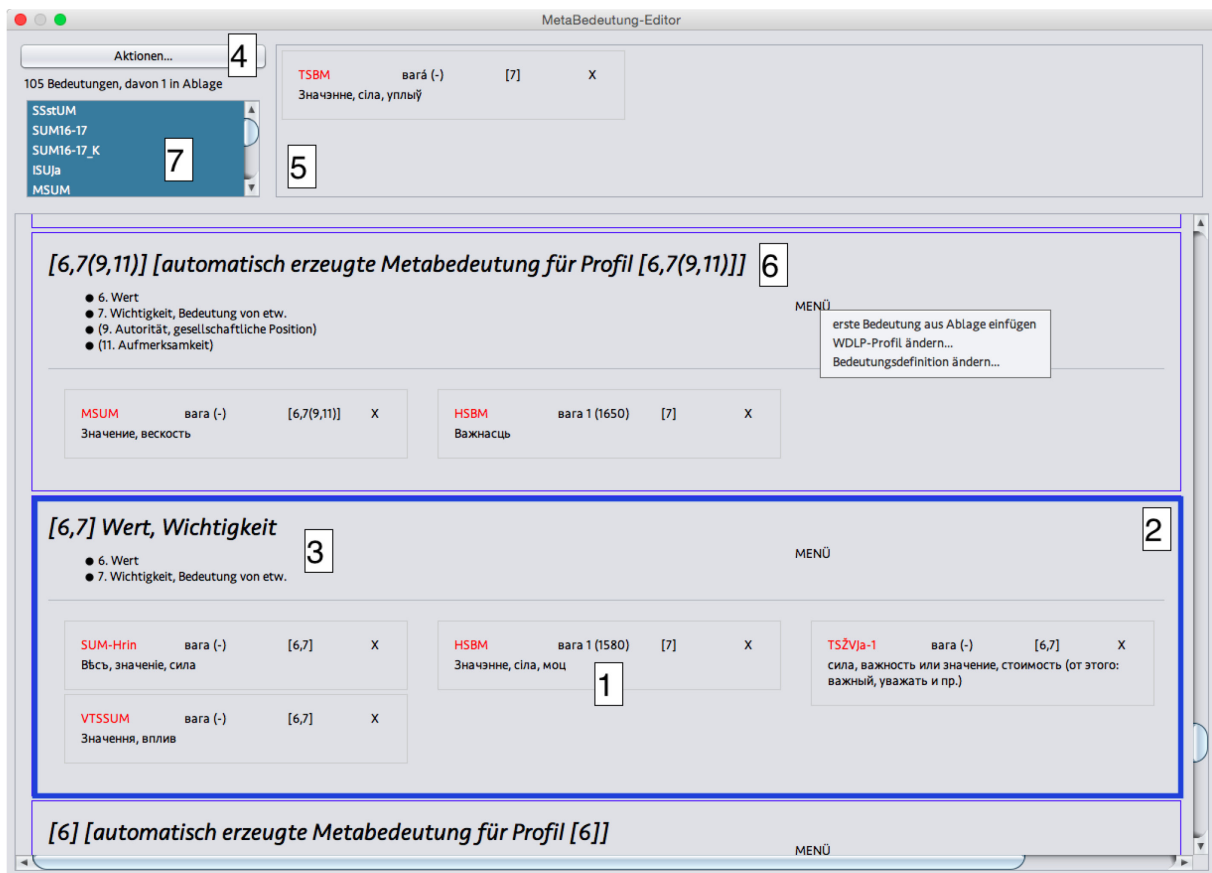 MetaBedeutung-Editor
Aktionen...
4
105 Bedeutungen, davon 1 in Ablage
SSstUM
SUM16-17
SUM16-17_K
ISUJa
MSUM
7
TSBM вагá (-) [7] X
Значэнне, сіла, уплыў
5
[6,7(9,11)] [automatisch erzeugte Metabedeutung für Profil [6,7(9,11)]]
6
● 6. Wert
● 7. Wichtigkeit, Bedeutung von etw.
● (9. Autorität, gesellschaftliche Position)
● (11. Aufmerksamkeit)
MENÜ
erste Bedeutung aus Ablage einfügen
WDLP-Profil ändern...
Bedeutungsdefinition ändern...
MSUM вага (-) [6,7(9,11)] X
Значение, вескость
HSBM вага 1 (1650) [7] X
Важнасць
[6,7] Wert, Wichtigkeit
3
2
● 6. Wert
● 7. Wichtigkeit, Bedeutung von etw.
MENÜ
SUM-Hrin вага (-) [6,7] X
Вѣсъ, значеніе, сила
HSBM вага 1 (1580) [7] X
Значэнне, сіла, моц
1
TSŽVJa-1 вага (-) [6,7] X
сила, важность или значение, стоимость (от этого:
важный, уважать и пр.)
VTSSUM вага (-) [6,7] X
Значення, вплив
[6] [automatisch erzeugte Metabedeutung für Profil [6]]
MENÜ